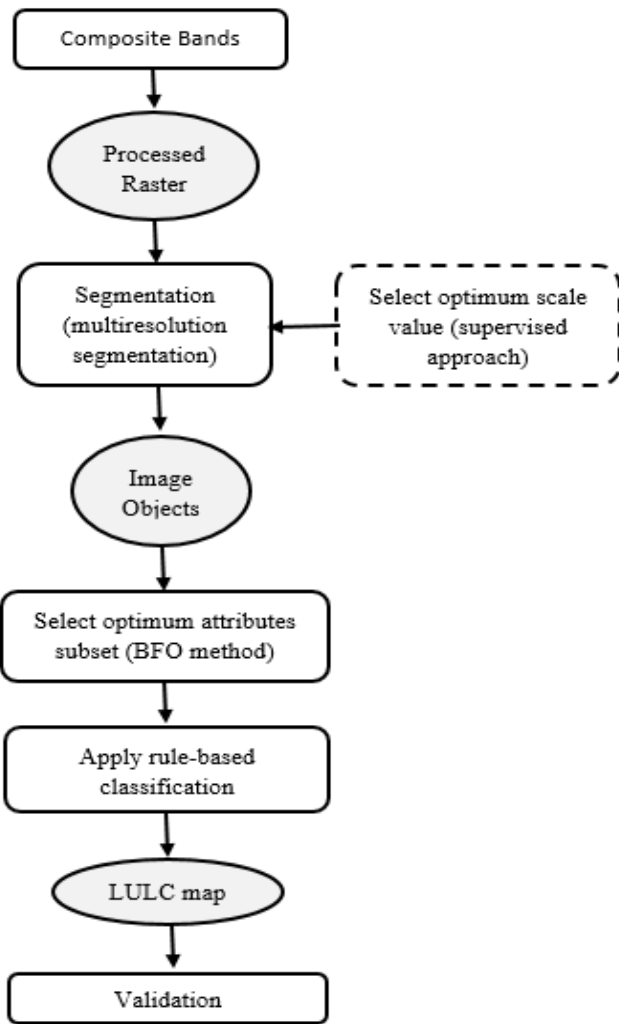 Composite Bands
Processed
Raster
Segmentation
(multiresolution
segmentation)
Select optimum scale
value (supervised
approach)
Image
Objects
Select optimum attributes
subset (BFO method)
Apply rule-based
classification
LULC map
Validation